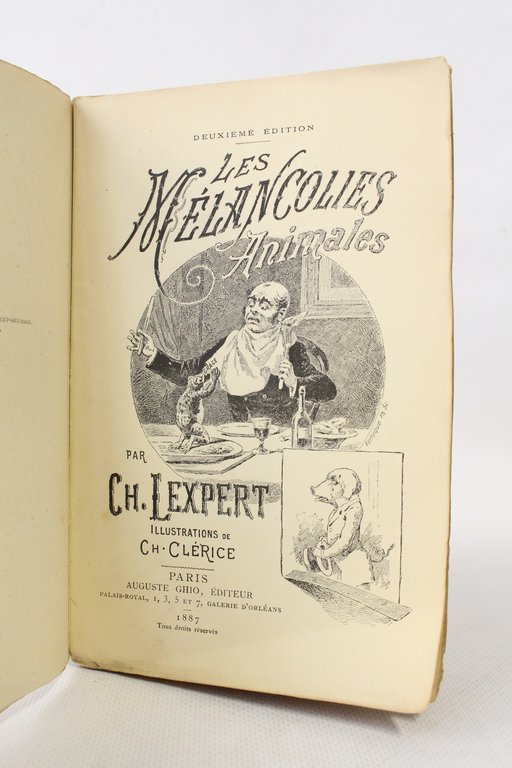 DEUXIÉME ÉDITION
LES
MÉLANCOLIES
Animales
PAR
CH. LEXPERT
ILLUSTRATIONS DE
CH. CLÉRICE
PARIS
AUGUSTE GHIO, ÉDITEUR
PALAIS-ROYAL, 1, 3, 5 ET 7, GALERIE D'ORLÉANS
1887
Tous droits réservés